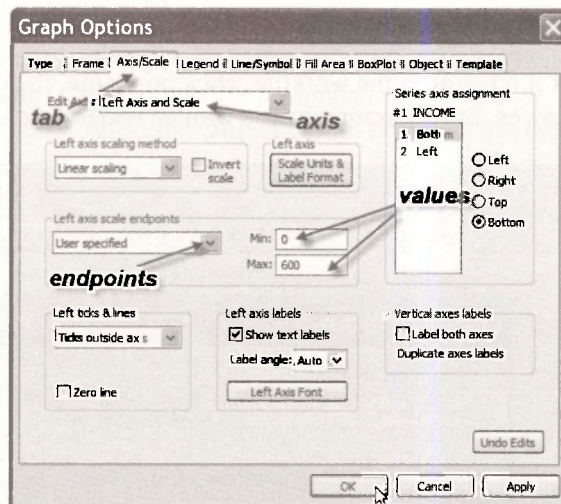 Graph Options
Type Frame Axis/Scale Legend Line/Symbol Fill Area BoxPlot Object Template
Edit Axis: Left Axis and Scale
tab
axis
Series axis assignment
#1 INCOME
1 Bottom
2 Left
Left
Right
Top
Bottom
Left axis scaling method
Linear scaling
Invert scale
Left axis
Scale Units &
Label Format
values
Left axis scale endpoints
User specified
Min: 0
Max: 600
endpoints
Left ticks & lines
Ticks outside axis
Zero line
Left axis labels
Show text labels
Label angle: Auto
Left Axis Font
Vertical axes labels
Label both axes
Duplicate axes labels
Undo Edits
OK Cancel Apply